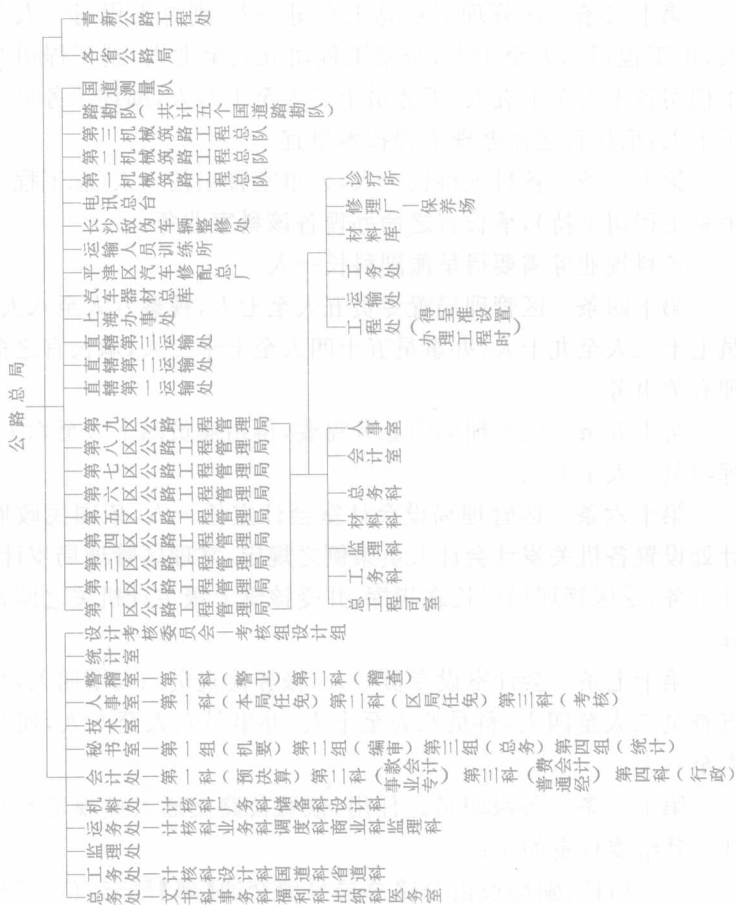 公路总局
青新公路工程处
各省公路局
国道测量队
踏勘队(共计五个国道踏勘队)
第三机械筑路工程总队
第二机械筑路工程总队
第一机械筑路工程总队
电讯总台
长沙敌伪车辆整修处
运输人员训练所
平津区汽车修配总厂
汽车器材总库
上海办事处
直辖第三运输处
直辖第二运输处
直辖第一运输处
第九区公路工程管理局
第八区公路工程管理局
第七区公路工程管理局
第六区公路工程管理局
第五区公路工程管理局
第四区公路工程管理局
第三区公路工程管理局
第二区公路工程管理局
第一区公路工程管理局
诊疗所
修理厂—保养场
材料库
工务处
运输处
工程处(办理工程时得呈准设置)
人事室
会计室
总务科
材料科
监理科
工务科
总工程司室
设计考核委员会—考核组设计组
统计室
警稽室—第一科(警卫)第二科(稽查)
人事室—第一科(本局任免)第二科(区局任免)第三科(考核)
技术室
秘书室—第一组(机要)第二组(编审)第三组(总务)第四组(统计)
会计处—第一科(预决算)第二科(事业专款会计)第三科(普通经费会计)第四科(行政)
机料处—计核科业务科储备科设计科
运务处—计核科业务科调度科商业科监理科
监理处
工务处—计核科设计科国道科省道科
总务处—文书科事务科福利科出纳科医务室